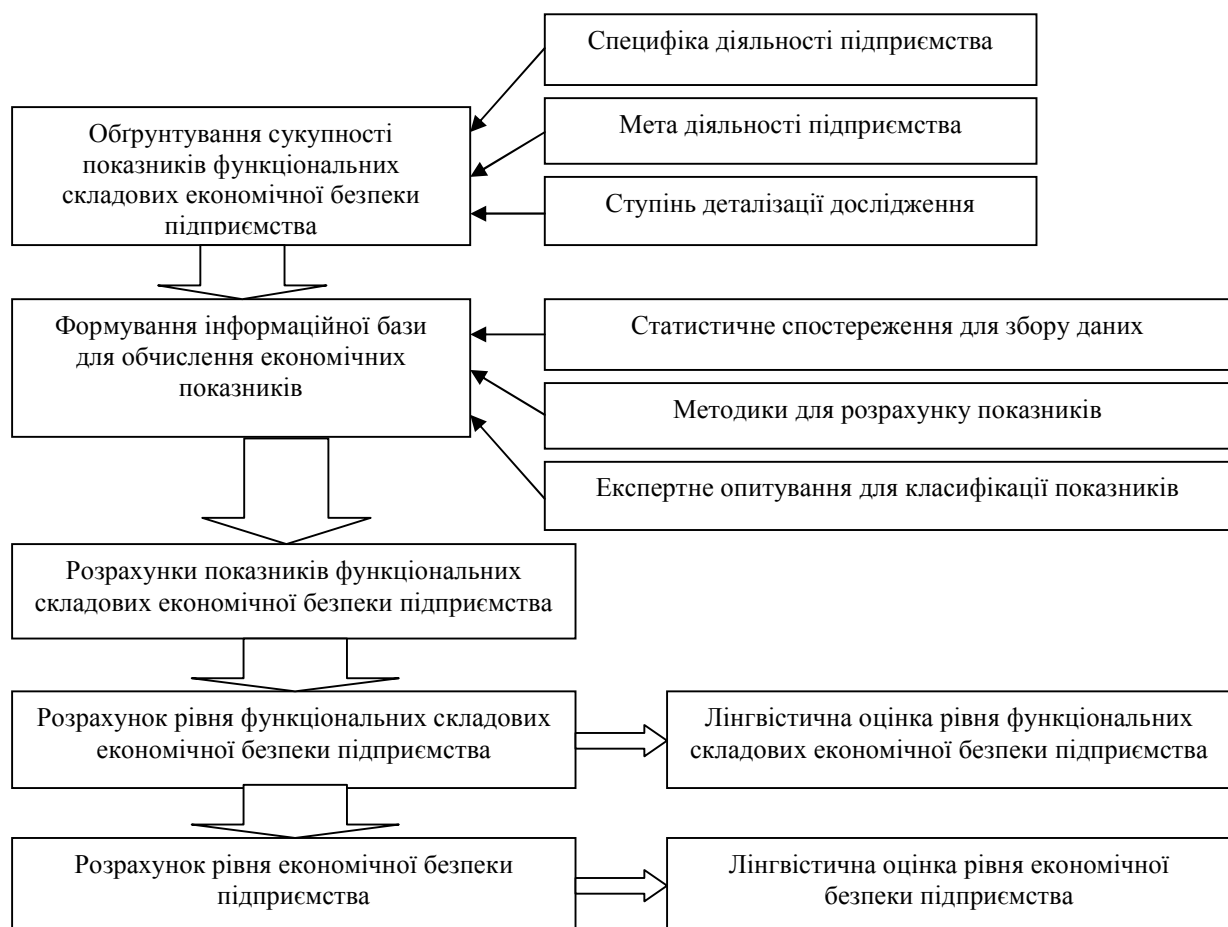 Специфіка діяльності підприємства
Обґрунтування сукупності
показників функціональних
складових економічної безпеки
підприємства
Мета діяльності підприємства
Ступінь деталізації дослідження
Формування інформаційної бази
для обчислення економічних
показників
Статистичне спостереження для збору даних
Методики для розрахунку показників
Експертне опитування для класифікації показників
Розрахунки показників функціональних
складових економічної безпеки підприємства
Розрахунок рівня функціональних складових
економічної безпеки підприємства
Лінгвістична оцінка рівня функціональних
складових економічної безпеки підприємства
Розрахунок рівня економічної безпеки
підприємства
Лінгвістична оцінка рівня економічної
безпеки підприємства